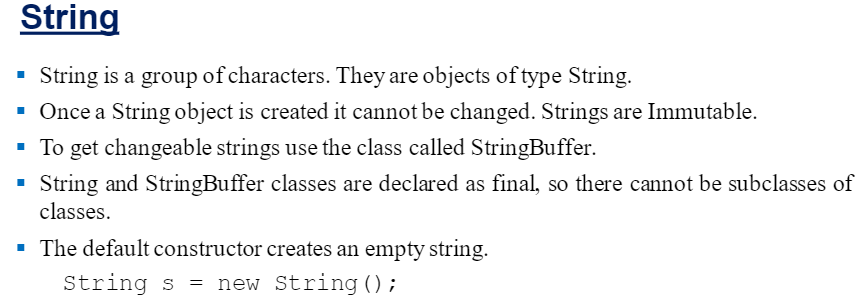 String
▪ String is a group of characters. They are objects of type String.
▪ Once a String object is created it cannot be changed. Strings are Immutable.
▪ To get changeable strings use the class called StringBuffer.
▪ String and StringBuffer classes are declared as final, so there cannot be subclasses of
classes.
▪ The default constructor creates an empty string.
String s = new String();